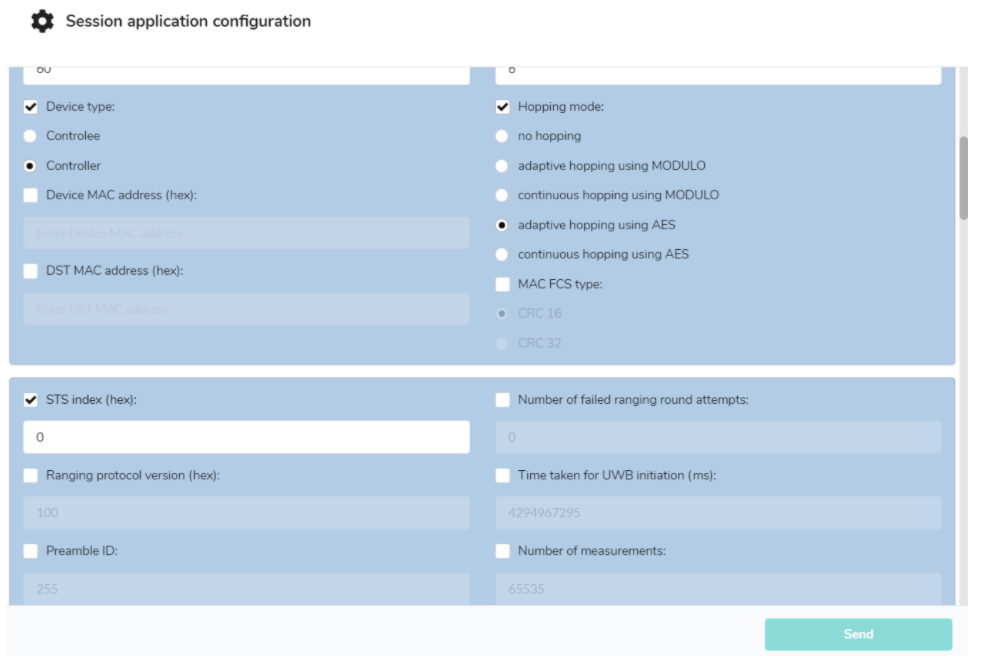 Session application configuration
60
6
Device type:
Controlee
Controller
Device MAC address (hex):
Enter Device MAC address
DST MAC address (hex):
Enter DST MAC address
Hopping mode:
no hopping
adaptive hopping using MODULO
continuous hopping using MODULO
adaptive hopping using AES
continuous hopping using AES
MAC FCS type:
CRC 16
CRC 32
STS index (hex):
0
Ranging protocol version (hex):
100
Preamble ID:
255
Number of failed ranging round attempts:
0
Time taken for UWB initiation (ms):
4294967295
Number of measurements:
65535
Send